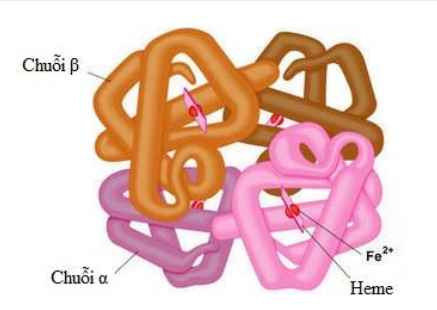 Chuỗi β
Chuỗi α
Fe²⁺
Heme